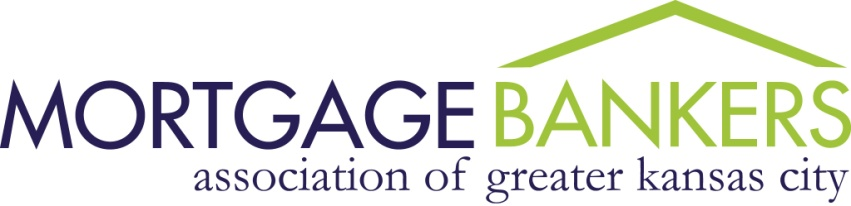 MORTGAGE BANKERS
association of greater kansas city